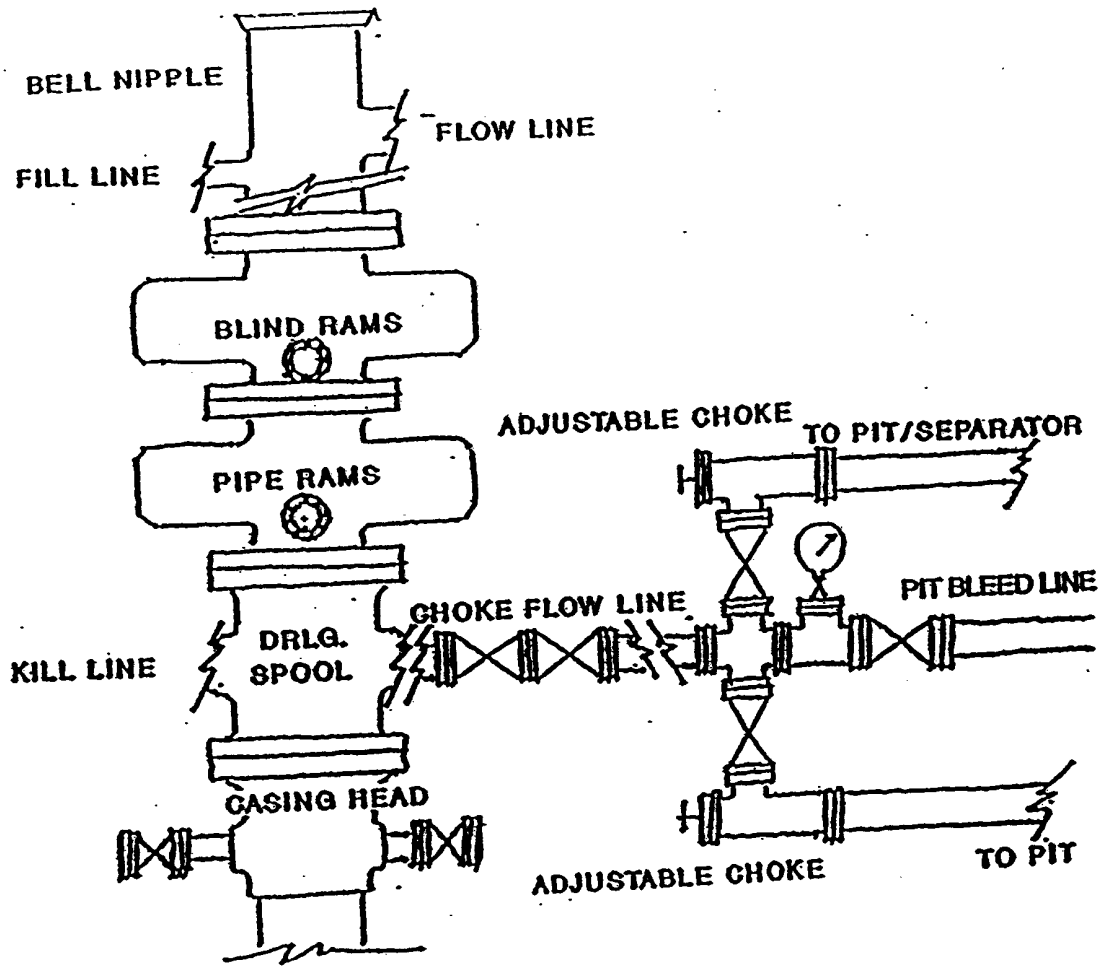 BELL NIPPLE
FLOW LINE
FILL LINE
BLIND RAMS
ADJUSTABLE CHOKE
TO PIT/SEPARATOR
PIPE RAMS
PIT BLEED LINE
CHOKE FLOW LINE
DRLG.
SPOOL
KILL LINE
CASING HEAD
TO PIT
ADJUSTABLE CHOKE